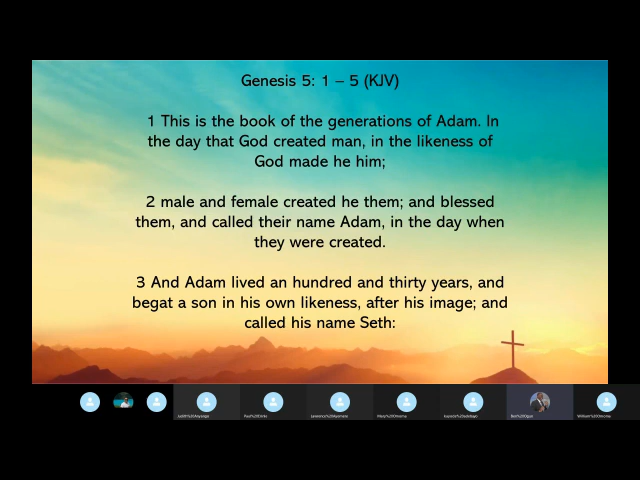 Genesis 5: 1 – 5 (KJV)
1 This is the book of the generations of Adam. In
the day that God created man, in the likeness of
God made he him;
2 male and female created he them; and blessed
them, and called their name Adam, in the day when
they were created.
3 And Adam lived an hundred and thirty years, and
begat a son in his own likeness, after his image; and
called his name Seth: